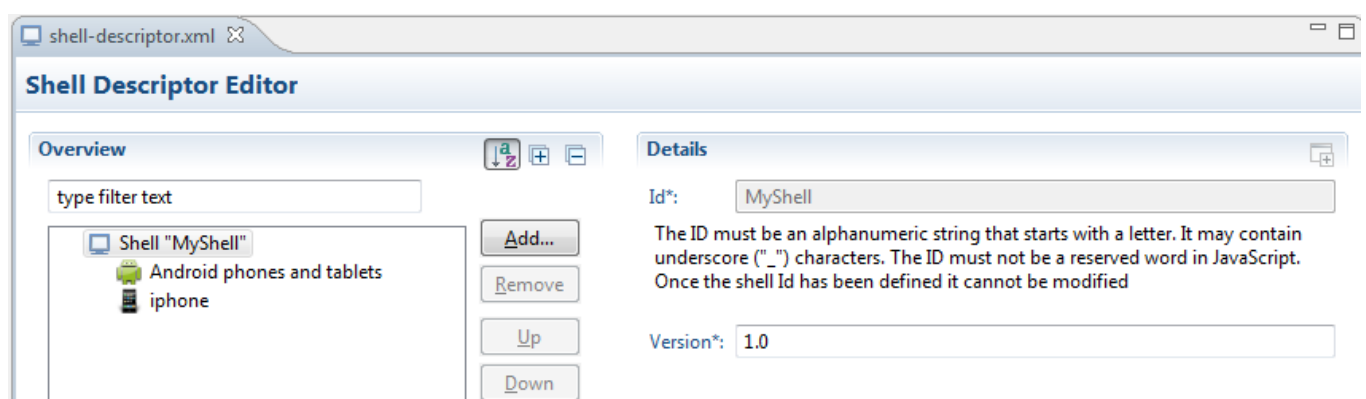 shell-descriptor.xml
Shell Descriptor Editor
Overview
a
z
type filter text
Shell "MyShell"
Android phones and tablets
iphone
Add...
Remove
Up
Down
Details
Id*:
MyShell
The ID must be an alphanumeric string that starts with a letter. It may contain
underscore ("_") characters. The ID must not be a reserved word in JavaScript.
Once the shell Id has been defined it cannot be modified
Version*:
1.0